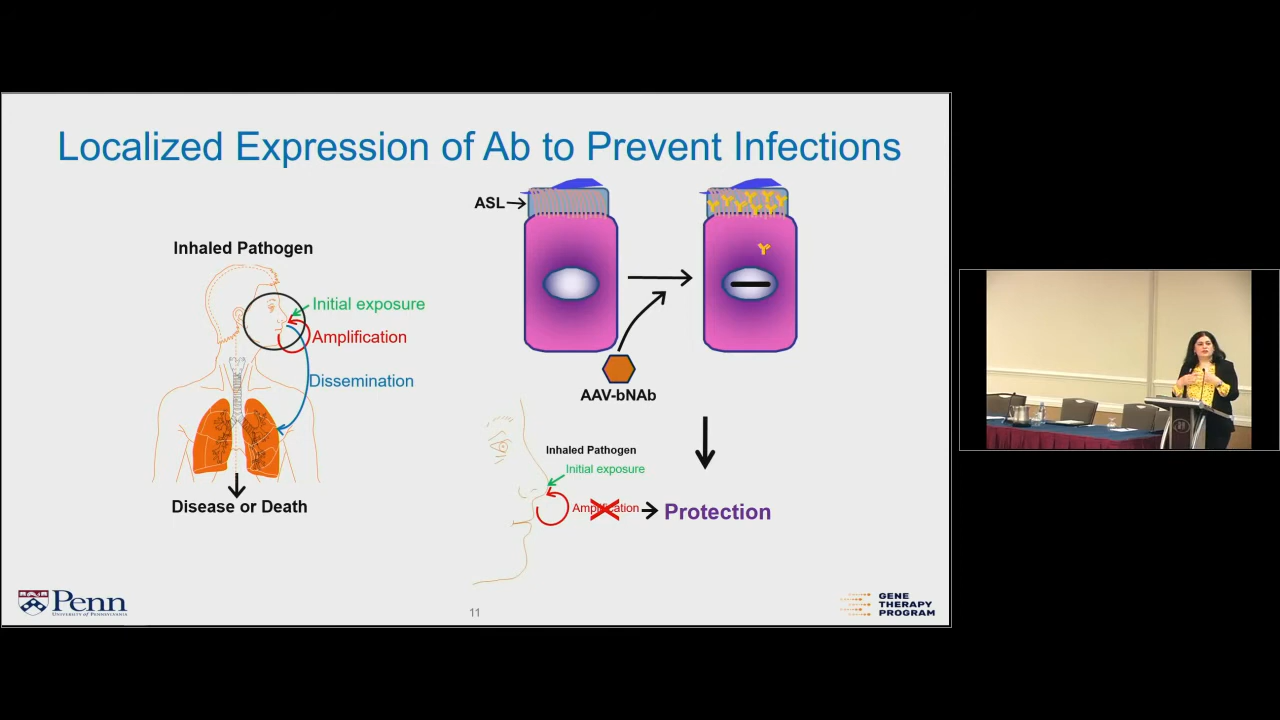 Localized Expression of Ab to Prevent Infections
ASL
Inhaled Pathogen
Initial exposure
Amplification
Dissemination
Disease or Death
AAV-bNAb
Inhaled Pathogen
Initial exposure
Amplification
Protection
Penn
UNIVERSITY OF PENNSYLVANIA
11
GENE
THERAPY
PROGRAM